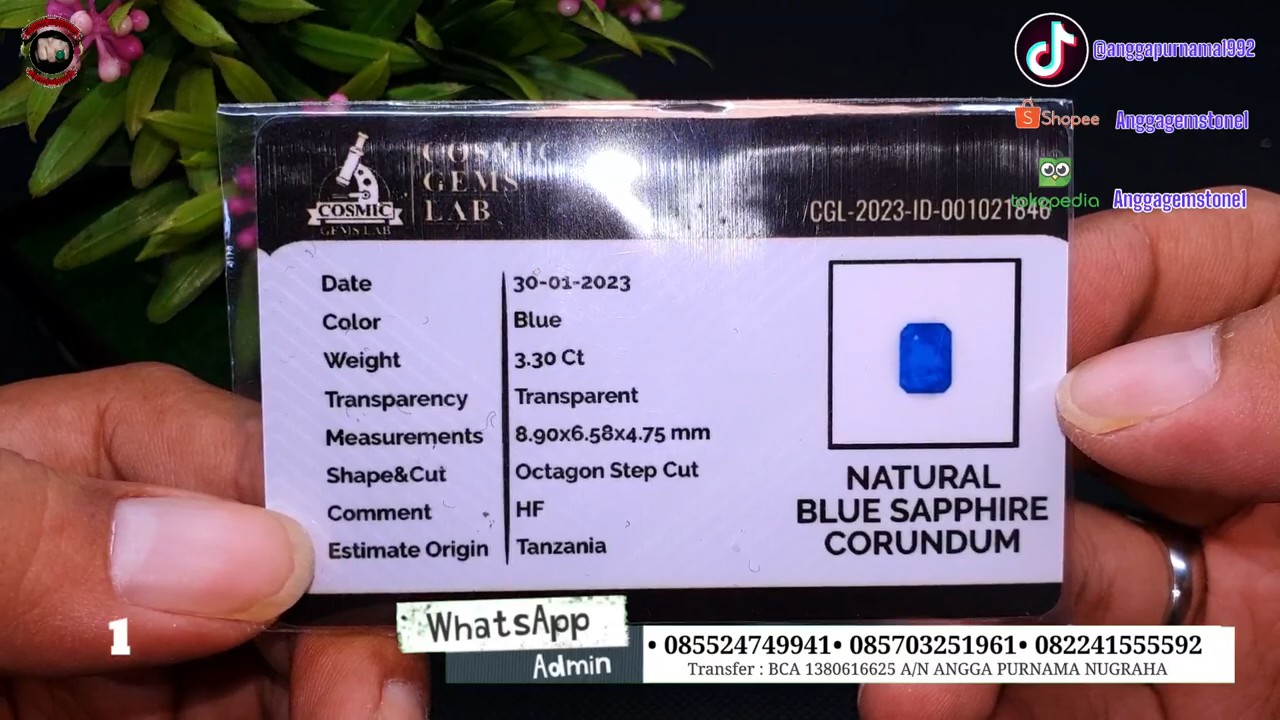 @anggapurnama1992
Shopee
Anggagemstone1
tokopedia
Anggagemstone1
COSMIC
GEMS LAB
COSMIC
GEMS
LAB
/CGL-2023-ID-001021846
Date 30-01-2023
Color Blue
Weight 3.30 Ct
Transparency Transparent
Measurements 8.90x6.58x4.75 mm
Shape&Cut Octagon Step Cut
Comment HF
Estimate Origin Tanzania
NATURAL
BLUE SAPPHIRE
CORUNDUM
1
WhatsApp
Admin
• 085524749941• 085703251961• 082241555592
Transfer : BCA 1380616625 A/N ANGGA PURNAMA NUGRAHA